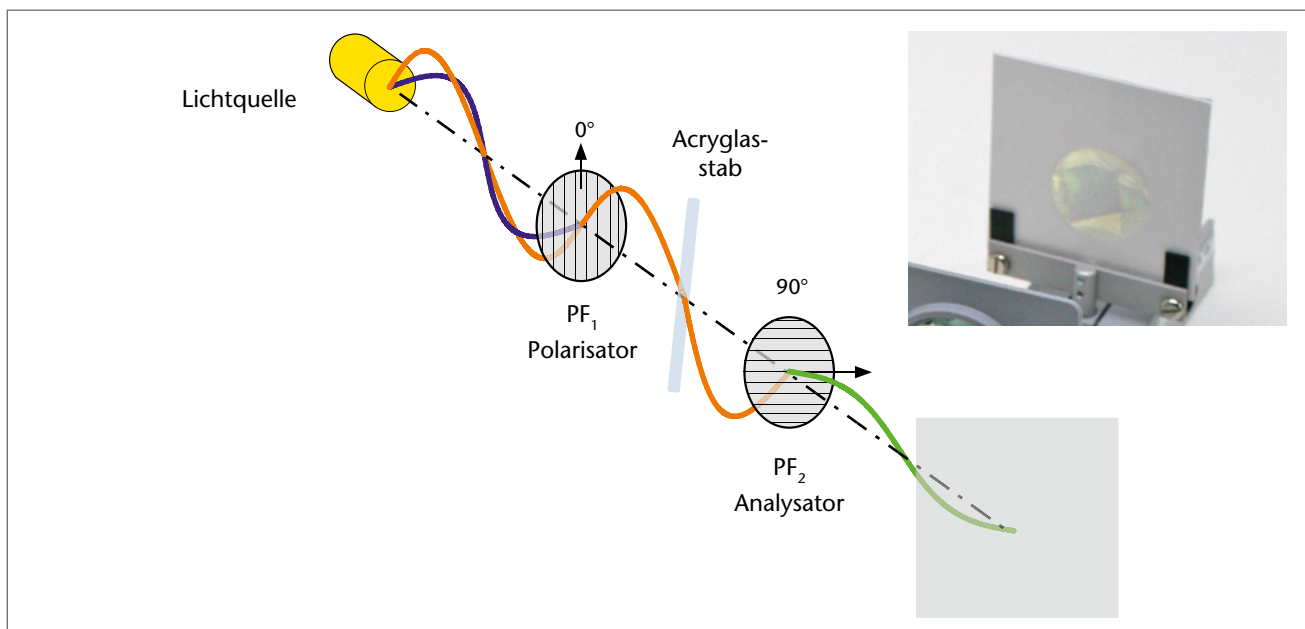 Lichtquelle
0°
Acryglas-
stab
PF₁
Polarisator
90°
PF₂
Analysator